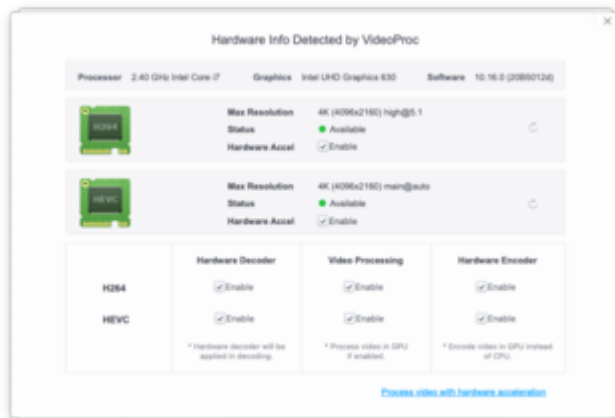 Hardware Info Detected by VideoProc
Processor 2.40 GHz Intel Core i7 Graphics Intel UHD Graphics 630 Software 10.16.0 (20B5012d)
H264
Max Resolution 4K (4096x2160) high@5.1
Status Available
Hardware Accel Enable
HEVC
Max Resolution 4K (4096x2160) main@auto
Status Available
Hardware Accel Enable
Hardware Decoder Video Processing Hardware Encoder
H264 Enable Enable Enable
HEVC Enable Enable Enable
* Hardware decoder will be * Process video in GPU * Encode video in GPU instead
applied in decoding. if enabled. of CPU.
Process video with hardware acceleration